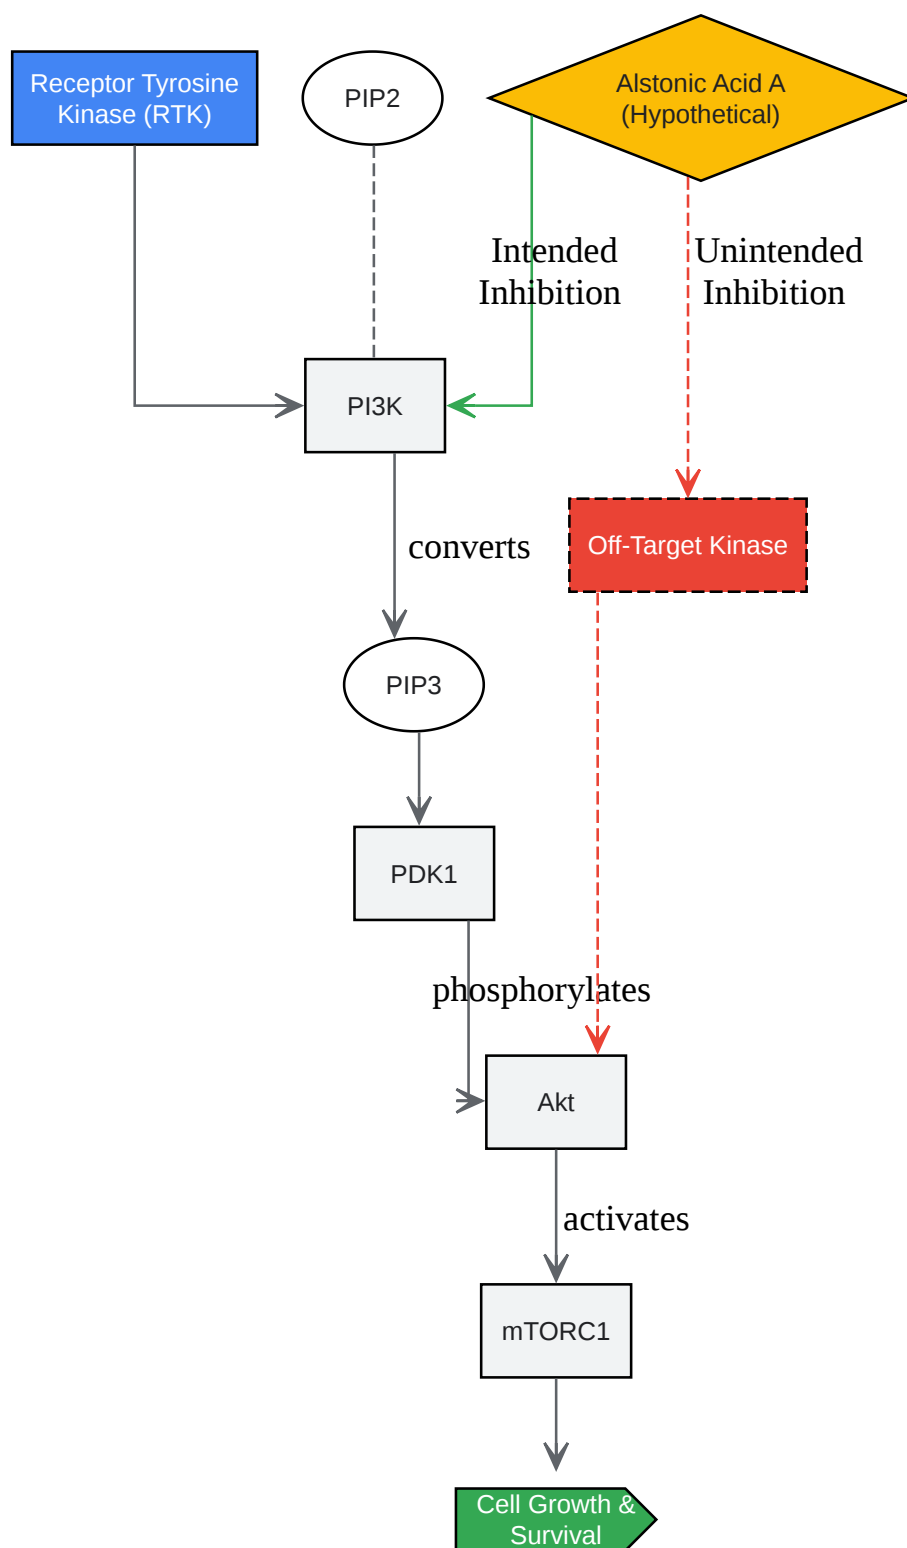 Receptor Tyrosine
Kinase (RTK)
PIP2
Alstonic Acid A
(Hypothetical)
Intended
Inhibition
Unintended
Inhibition
PI3K
converts
Off-Target Kinase
PIP3
PDK1
phosphorylates
Akt
activates
mTORC1
Cell Growth &
Survival